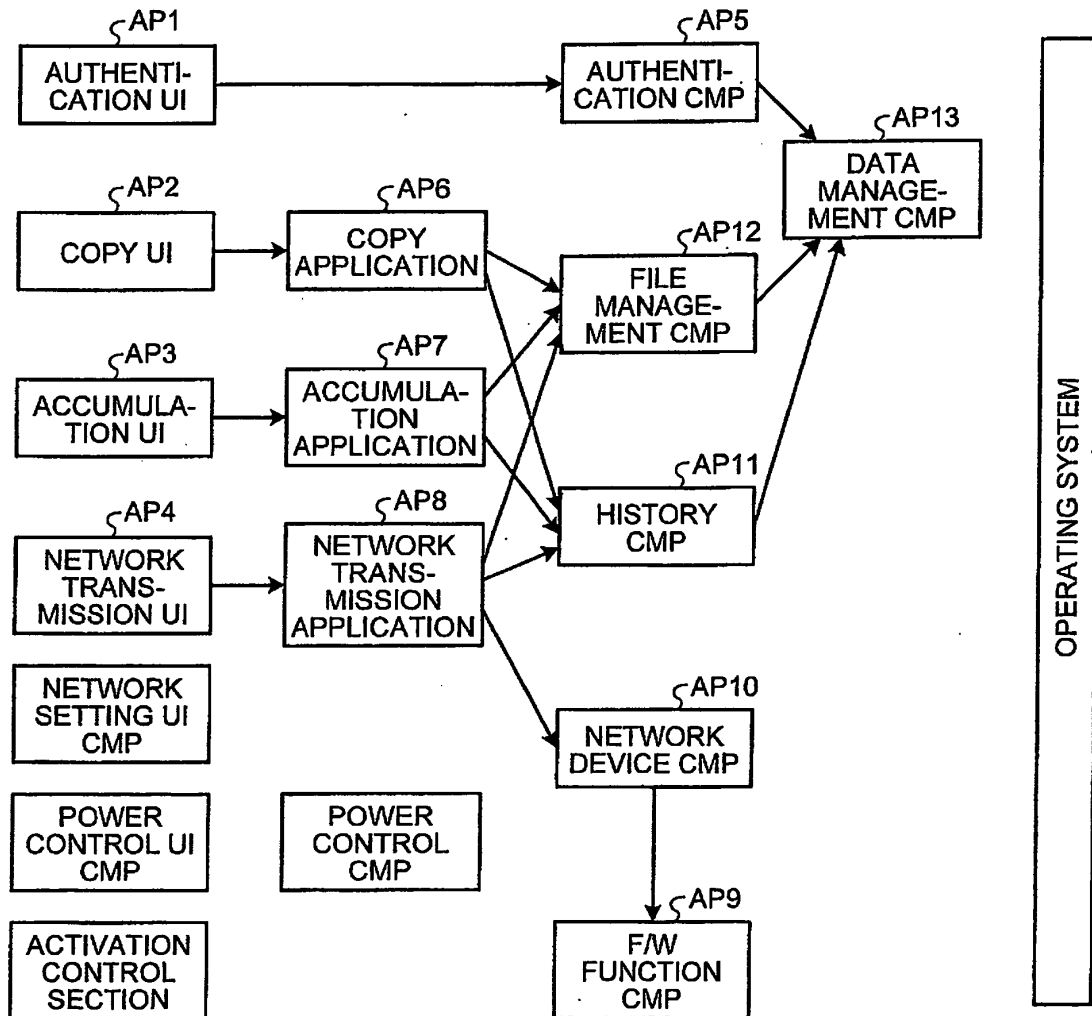 AP1
AUTHENTI-
CATION UI
AP5
AUTHENTI-
CATION CMP
AP13
DATA
MANAGE-
MENT CMP
AP2
COPY UI
AP6
COPY
APPLICATION
AP12
FILE
MANAGE-
MENT CMP
AP3
ACCUMULA-
TION UI
AP7
ACCUMULA-
TION
APPLICATION
AP11
HISTORY
CMP
AP4
NETWORK
TRANS-
MISSION UI
AP8
NETWORK
TRANS-
MISSION
APPLICATION
NETWORK
SETTING UI
CMP
AP10
NETWORK
DEVICE CMP
POWER
CONTROL UI
CMP
POWER
CONTROL
CMP
AP9
F/W
FUNCTION
CMP
ACTIVATION
CONTROL
SECTION
OPERATING SYSTEM